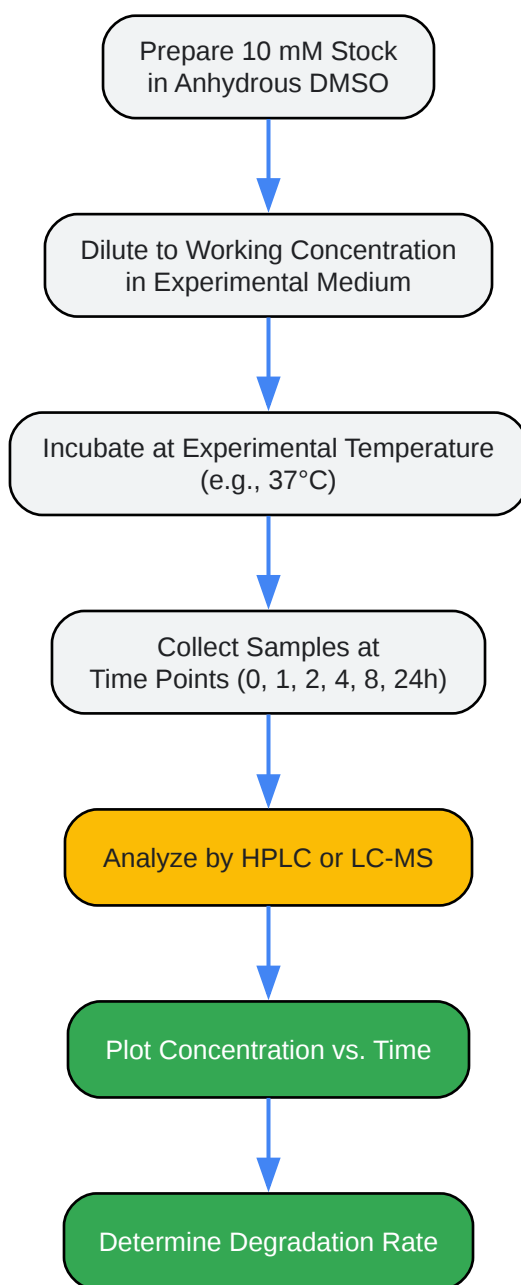 Prepare 10 mM Stock
in Anhydrous DMSO
Dilute to Working Concentration
in Experimental Medium
Incubate at Experimental Temperature
(e.g., 37°C)
Collect Samples at
Time Points (0, 1, 2, 4, 8, 24h)
Analyze by HPLC or LC-MS
Plot Concentration vs. Time
Determine Degradation Rate